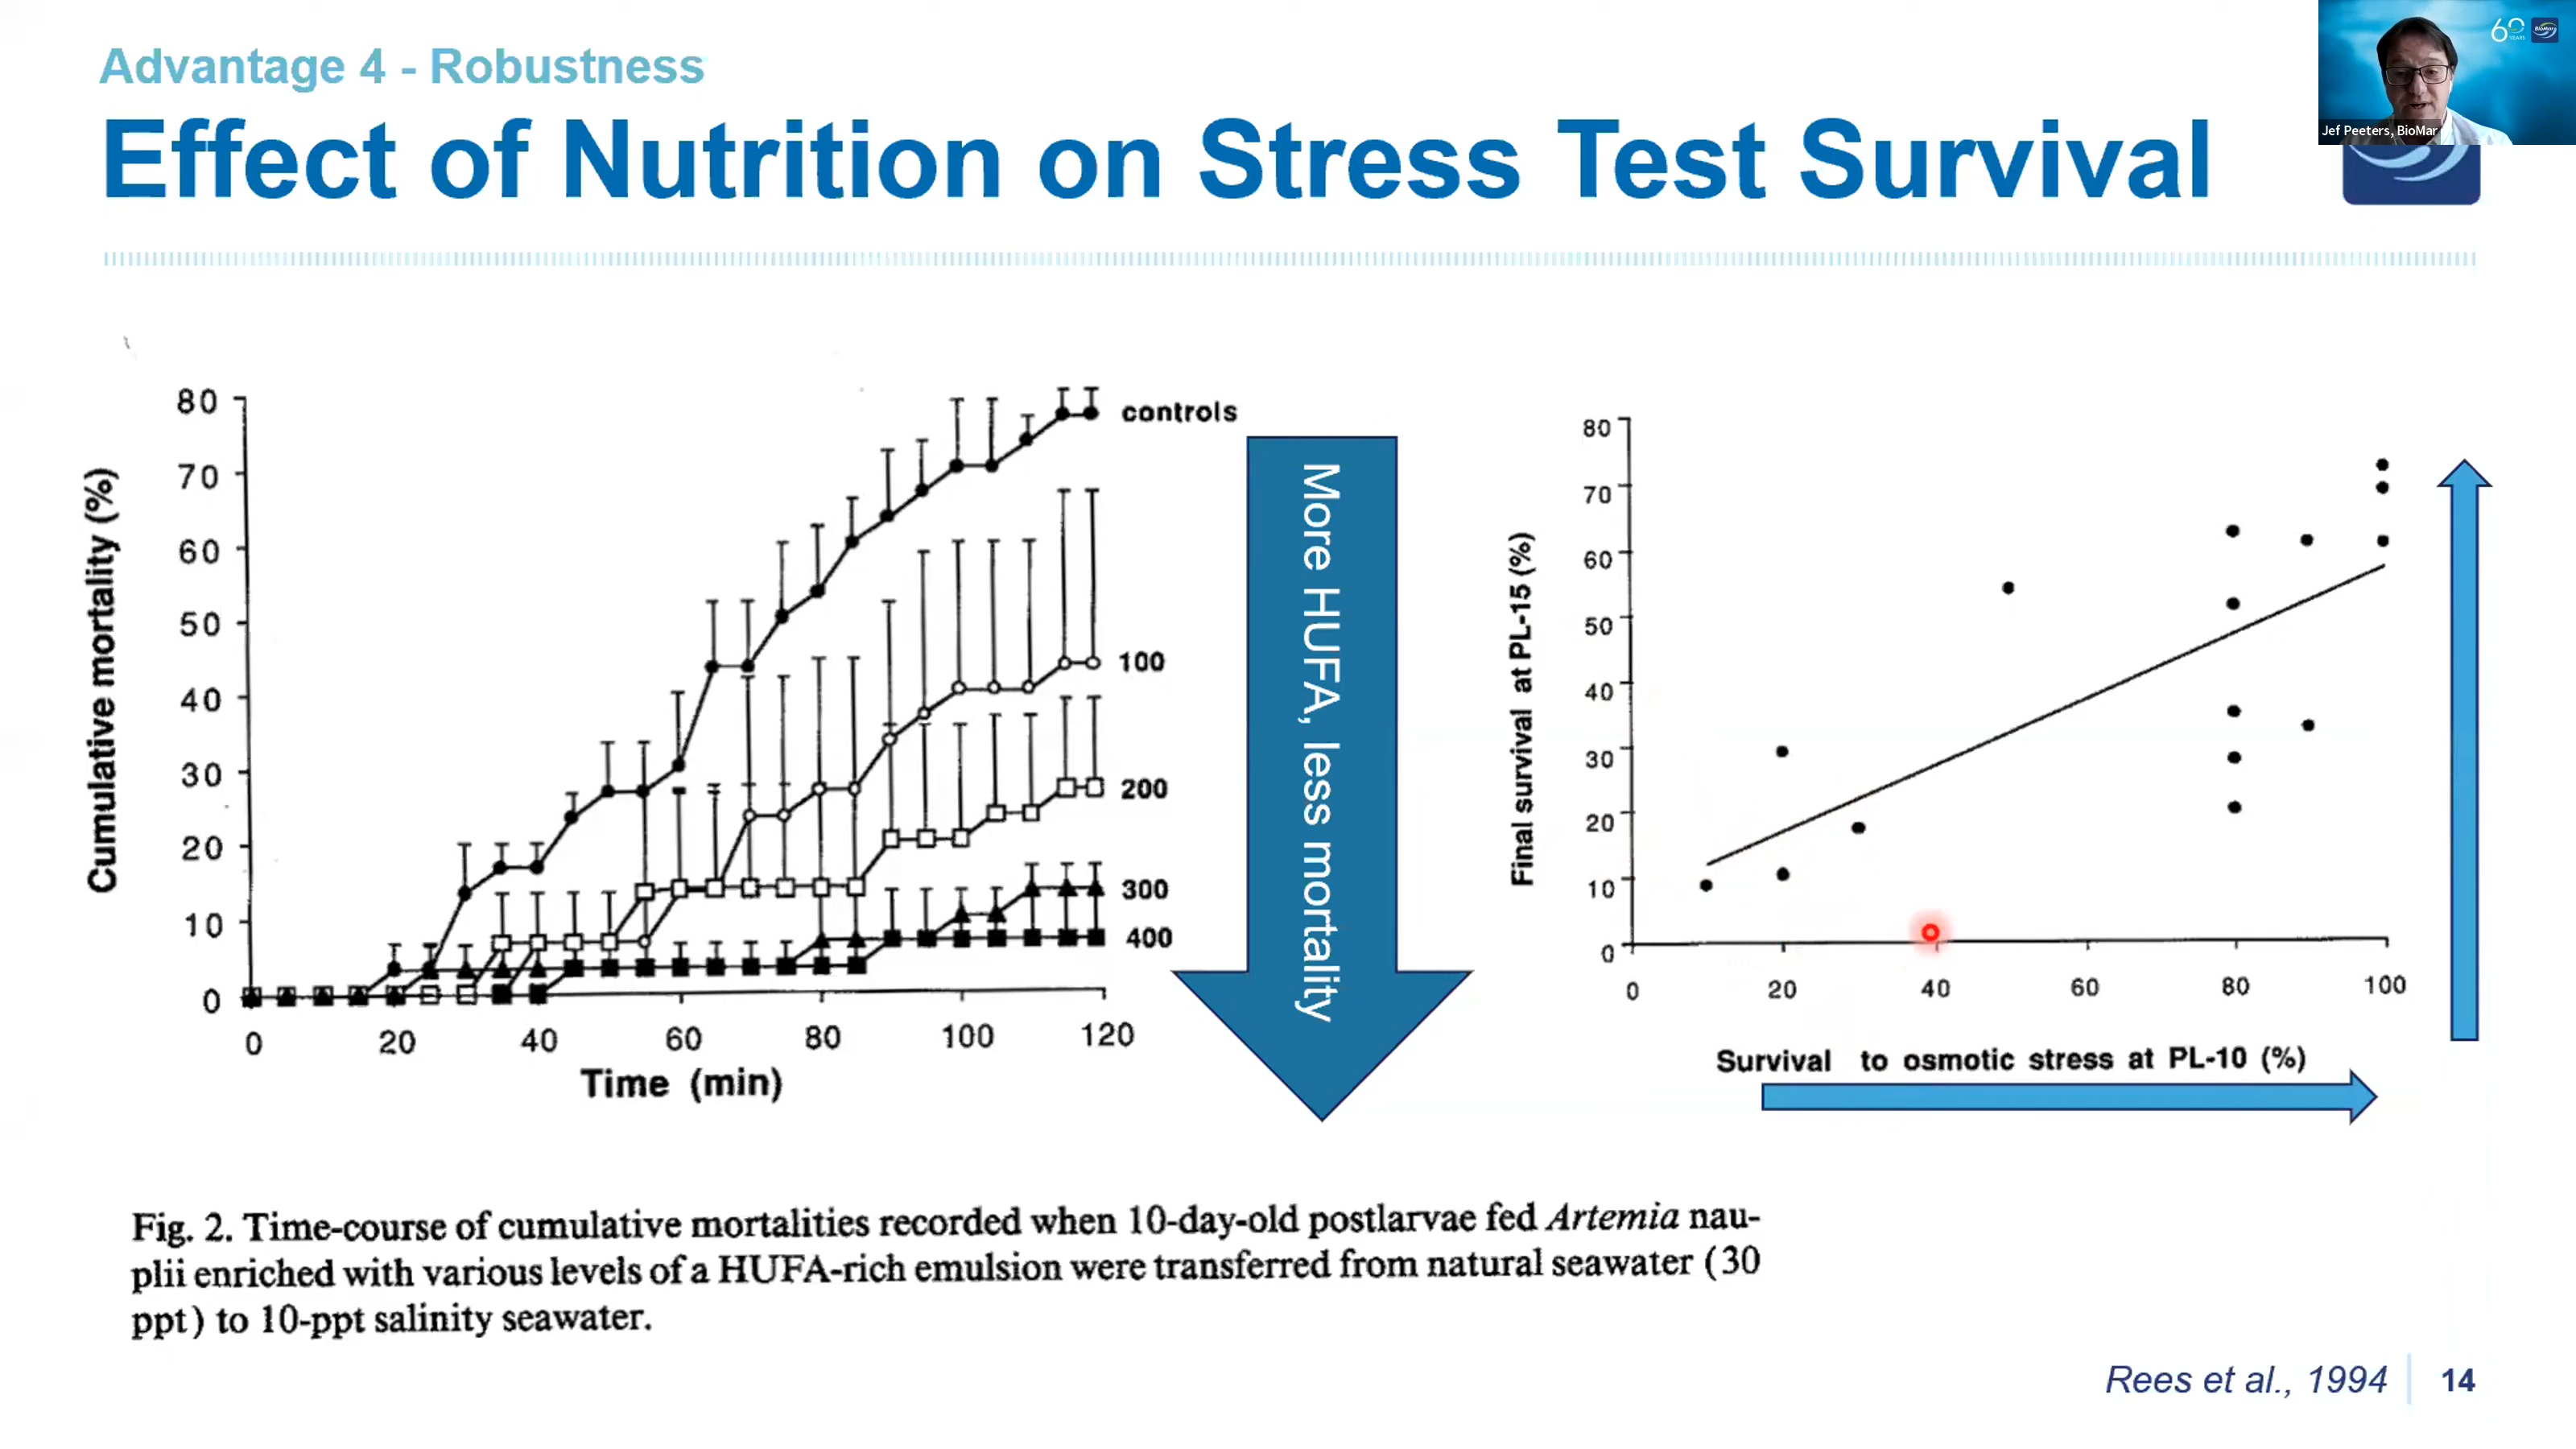 Advantage 4 - Robustness
Effect of Nutrition on Stress Test Survival
60
YEARS
BioMar
Jef Peeters, BioMar
Cumulative mortality (%)
80
70
60
50
40
30
20
10
0
0 20 40 60 80 100 120
Time (min)
controls
100
200
300
400
More HUFA, less mortality
Final survival at PL-15 (%)
80
70
60
50
40
30
20
10
0
0 20 40 60 80 100
Survival to osmotic stress at PL-10 (%)
Fig. 2. Time-course of cumulative mortalities recorded when 10-day-old postlarvae fed Artemia nau-
plii enriched with various levels of a HUFA-rich emulsion were transferred from natural seawater (30
ppt) to 10-ppt salinity seawater.
Rees et al., 1994
14